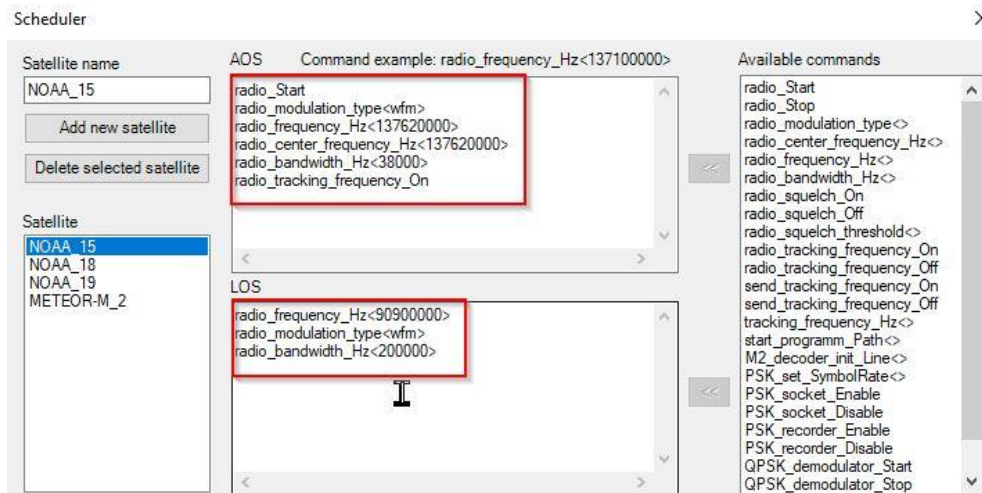 Scheduler
Satellite name
NOAA_15
Add new satellite
Delete selected satellite
Satellite
NOAA_15
NOAA_18
NOAA_19
METEOR-M_2
AOS
Command example: radio_frequency_Hz<137100000>
radio_Start
radio_modulation_type<wfm>
radio_frequency_Hz<137620000>
radio_center_frequency_Hz<137620000>
radio_bandwidth_Hz<38000>
radio_tracking_frequency_On
LOS
radio_frequency_Hz<90900000>
radio_modulation_type<wfm>
radio_bandwidth_Hz<200000>
<<
<<
Available commands
radio_Start
radio_Stop
radio_modulation_type<>
radio_center_frequency_Hz<>
radio_frequency_Hz<>
radio_bandwidth_Hz<>
radio_squelch_On
radio_squelch_Off
radio_squelch_threshold<>
radio_tracking_frequency_On
radio_tracking_frequency_Off
send_tracking_frequency_On
send_tracking_frequency_Off
tracking_frequency_Hz<>
start_programm_Path<>
M2_decoder_init_Line<>
PSK_set_SymbolRate<>
PSK_socket_Enable
PSK_socket_Disable
PSK_recorder_Enable
PSK_recorder_Disable
QPSK_demodulator_Start
QPSK_demodulator_Stop